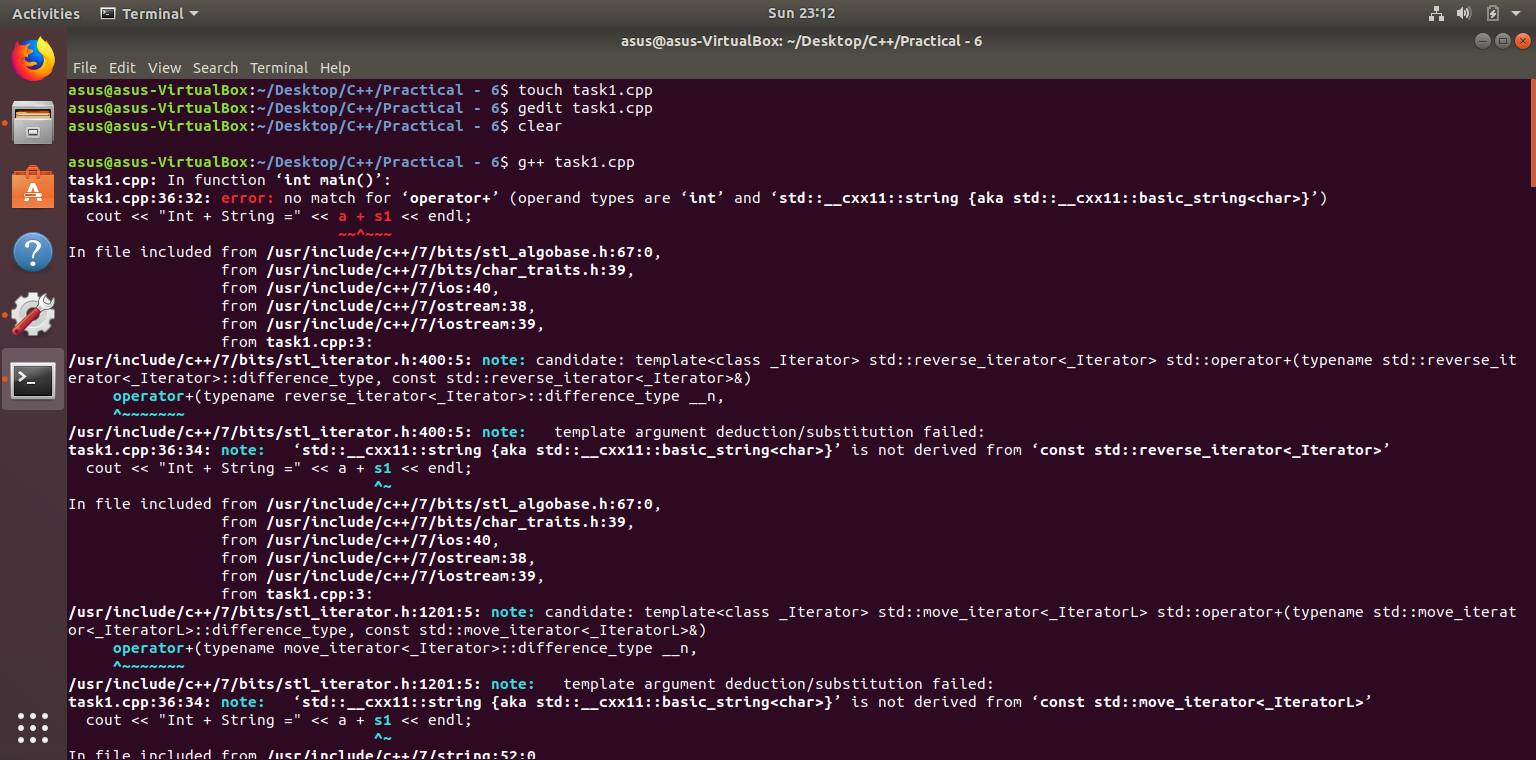 Activities Terminal Sun 23:12
asus@asus-VirtualBox: ~/Desktop/C++/Practical - 6
File Edit View Search Terminal Help
asus@asus-VirtualBox:~/Desktop/C++/Practical - 6$ touch task1.cpp
asus@asus-VirtualBox:~/Desktop/C++/Practical - 6$ gedit task1.cpp
asus@asus-VirtualBox:~/Desktop/C++/Practical - 6$ clear
asus@asus-VirtualBox:~/Desktop/C++/Practical - 6$ g++ task1.cpp
task1.cpp: In function ‘int main()’:
task1.cpp:36:32: error: no match for ‘operator+’ (operand types are ‘int’ and ‘std::__cxx11::string {aka std::__cxx11::basic_string<char>}’)
  cout << "Int + String =" << a + s1 << endl;
                              ~~^~~~
In file included from /usr/include/c++/7/bits/stl_algobase.h:67:0,
                 from /usr/include/c++/7/bits/char_traits.h:39,
                 from /usr/include/c++/7/ios:40,
                 from /usr/include/c++/7/ostream:38,
                 from /usr/include/c++/7/iostream:39,
                 from task1.cpp:3:
/usr/include/c++/7/bits/stl_iterator.h:400:5: note: candidate: template<class _Iterator> std::reverse_iterator<_Iterator> std::operator+(typename std::reverse_it
erator<_Iterator>::difference_type, const std::reverse_iterator<_Iterator>&)
     operator+(typename reverse_iterator<_Iterator>::difference_type __n,
     ^~~~~~~~
/usr/include/c++/7/bits/stl_iterator.h:400:5: note:   template argument deduction/substitution failed:
task1.cpp:36:34: note:   ‘std::__cxx11::string {aka std::__cxx11::basic_string<char>}’ is not derived from ‘const std::reverse_iterator<_Iterator>’
  cout << "Int + String =" << a + s1 << endl;
                                  ^~
In file included from /usr/include/c++/7/bits/stl_algobase.h:67:0,
                 from /usr/include/c++/7/bits/char_traits.h:39,
                 from /usr/include/c++/7/ios:40,
                 from /usr/include/c++/7/ostream:38,
                 from /usr/include/c++/7/iostream:39,
                 from task1.cpp:3:
/usr/include/c++/7/bits/stl_iterator.h:1201:5: note: candidate: template<class _Iterator> std::move_iterator<_IteratorL> std::operator+(typename std::move_iterat
or<_IteratorL>::difference_type, const std::move_iterator<_IteratorL>&)
     operator+(typename move_iterator<_Iterator>::difference_type __n,
     ^~~~~~~~
/usr/include/c++/7/bits/stl_iterator.h:1201:5: note:   template argument deduction/substitution failed:
task1.cpp:36:34: note:   ‘std::__cxx11::string {aka std::__cxx11::basic_string<char>}’ is not derived from ‘const std::move_iterator<_IteratorL>’
  cout << "Int + String =" << a + s1 << endl;
                                  ^~
In file included from /usr/include/c++/7/string:52:0